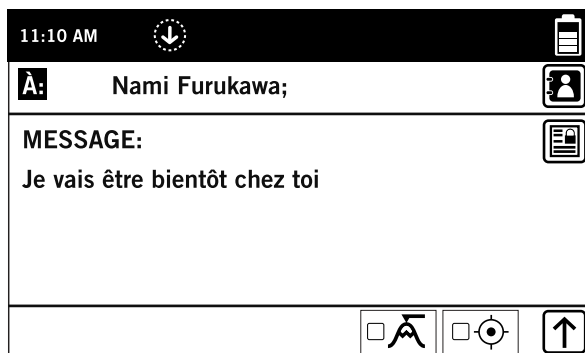 11:10 AM
À: Nami Furukawa;
MESSAGE:
Je vais être bientôt chez toi